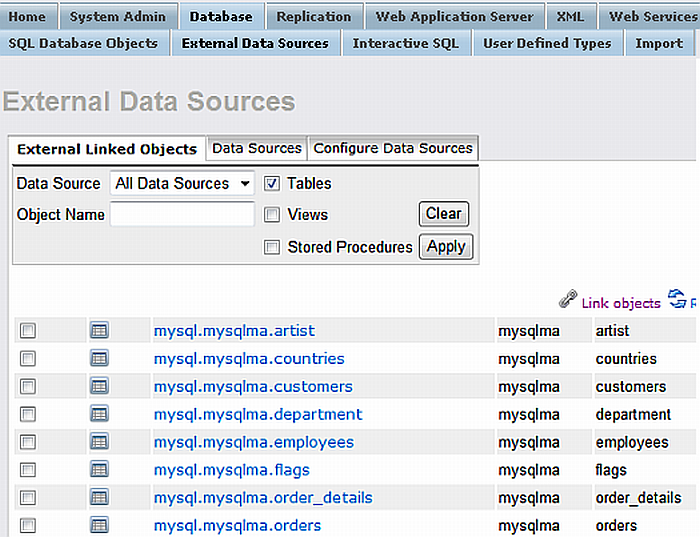 Home System Admin Database Replication Web Application Server XML Web Services
SQL Database Objects External Data Sources Interactive SQL User Defined Types Import
External Data Sources
External Linked Objects Data Sources Configure Data Sources
Data Source All Data Sources Tables
Object Name Views Clear
Stored Procedures Apply
Link objects
mysql.mysqlma.artist mysqlma artist
mysql.mysqlma.countries mysqlma countries
mysql.mysqlma.customers mysqlma customers
mysql.mysqlma.department mysqlma department
mysql.mysqlma.employees mysqlma employees
mysql.mysqlma.flags mysqlma flags
mysql.mysqlma.order_details mysqlma order_details
mysql.mysqlma.orders mysqlma orders